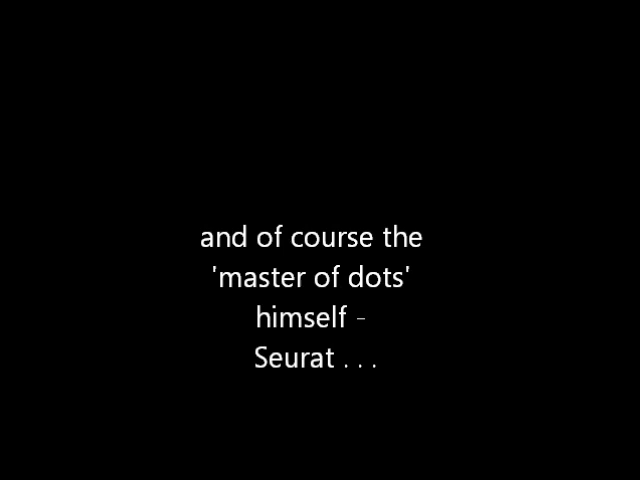 and of course the
'master of dots'
himself -
Seurat . . .